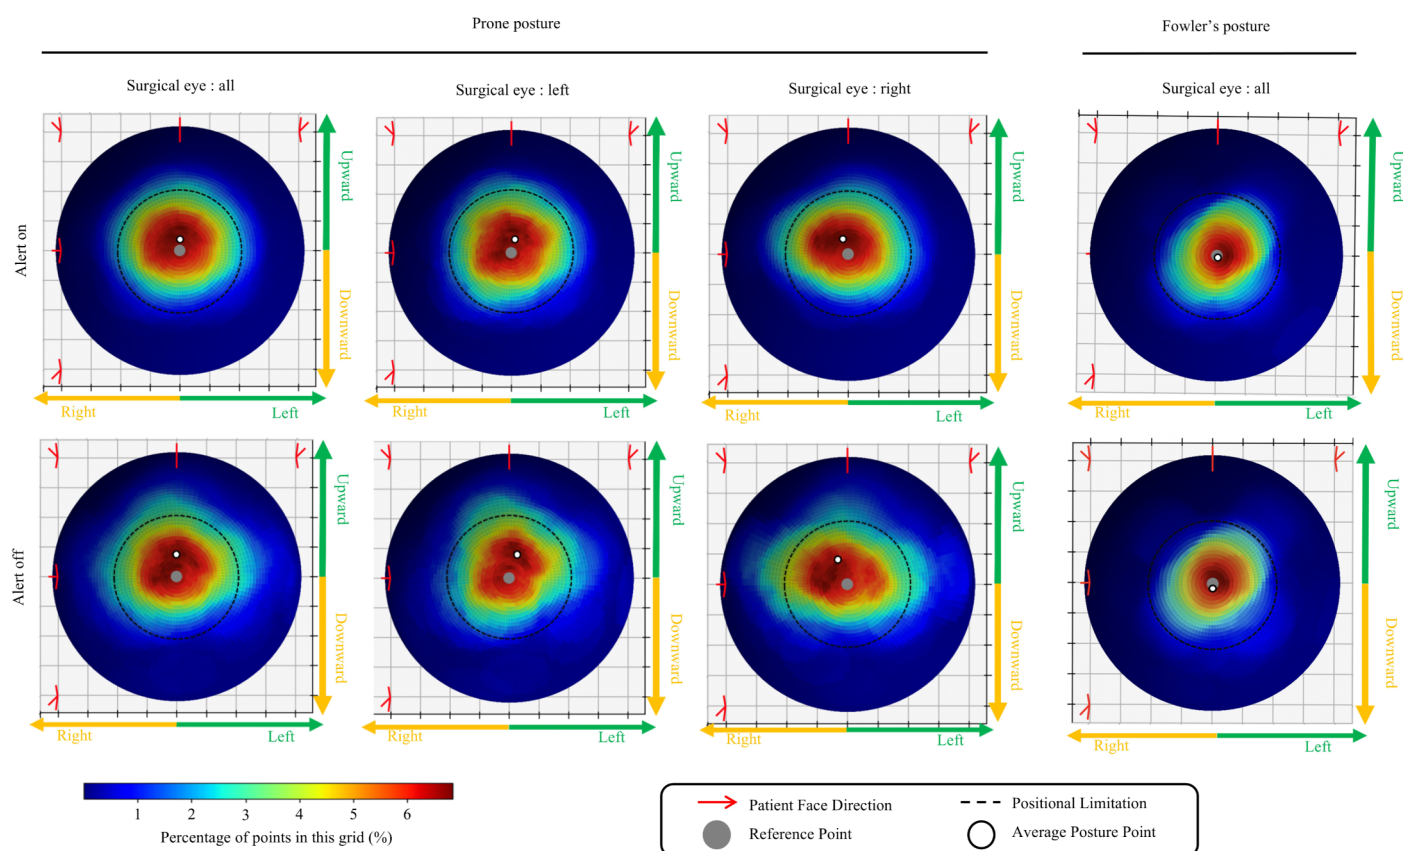 Prone posture
Fowler's posture
Surgical eye : all
Surgical eye : left
Surgical eye : right
Surgical eye : all
Alert on
Upward
Downward
Right
Left
Upward
Downward
Right
Left
Upward
Downward
Right
Left
Upward
Downward
Right
Left
Alert off
Upward
Downward
Right
Left
Upward
Downward
Right
Left
Upward
Downward
Right
Left
Upward
Downward
Right
Left
1 2 3 4 5 6
Percentage of points in this grid (%)
Patient Face Direction
Positional Limitation
Reference Point
Average Posture Point